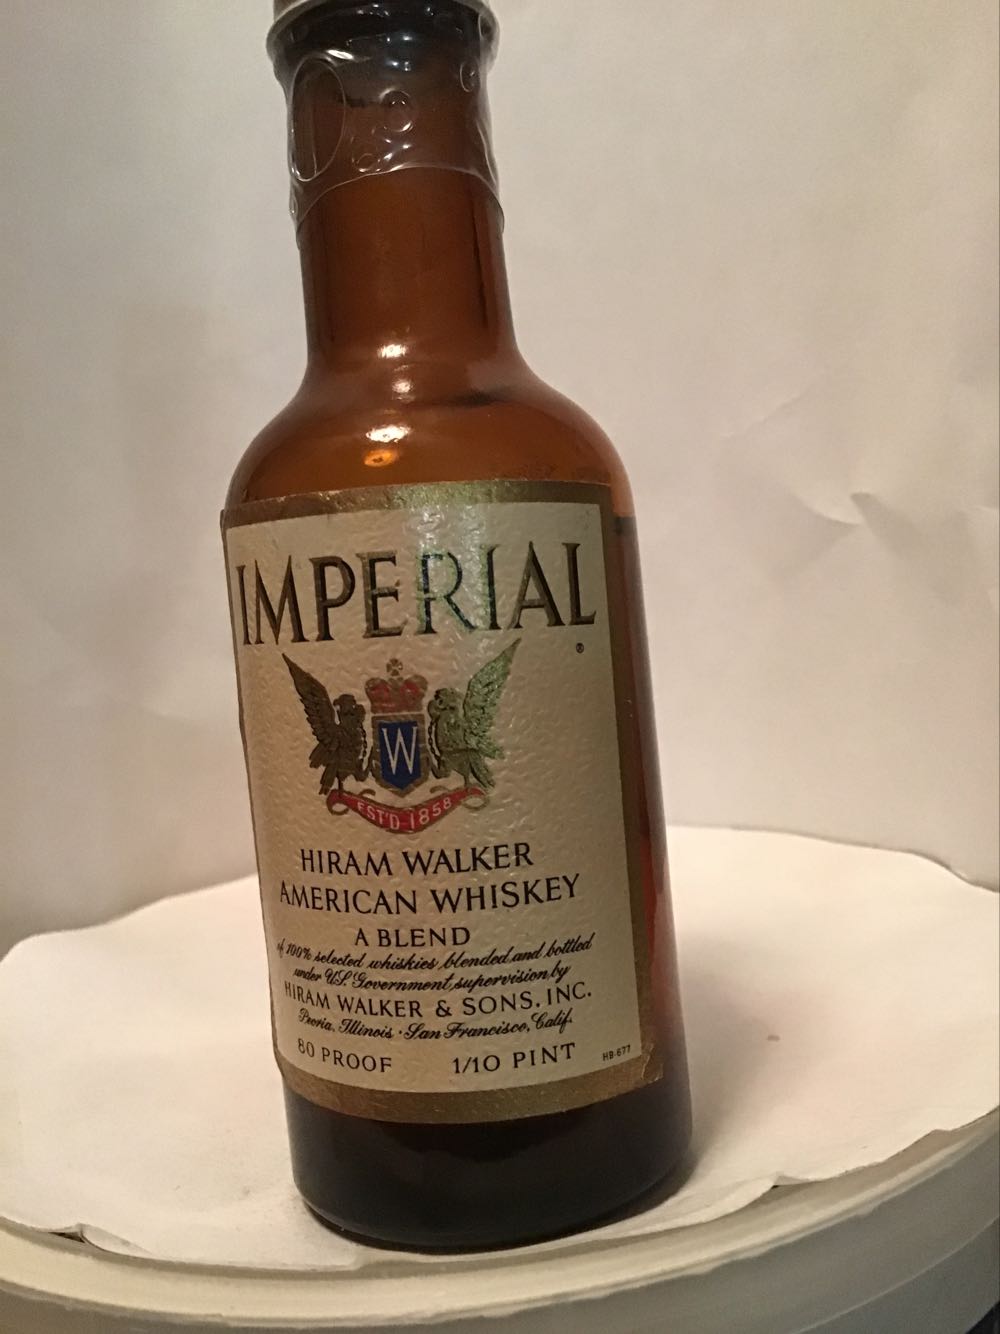 IMPERIAL
®
W
EST'D 1858
HIRAM WALKER
AMERICAN WHISKEY
A BLEND
of 100% selected whiskies, blended and bottled
under U.S. Government supervision by
HIRAM WALKER & SONS, INC.
Peoria, Illinois · San Francisco, Calif.
80 PROOF 1/10 PINT HB-677